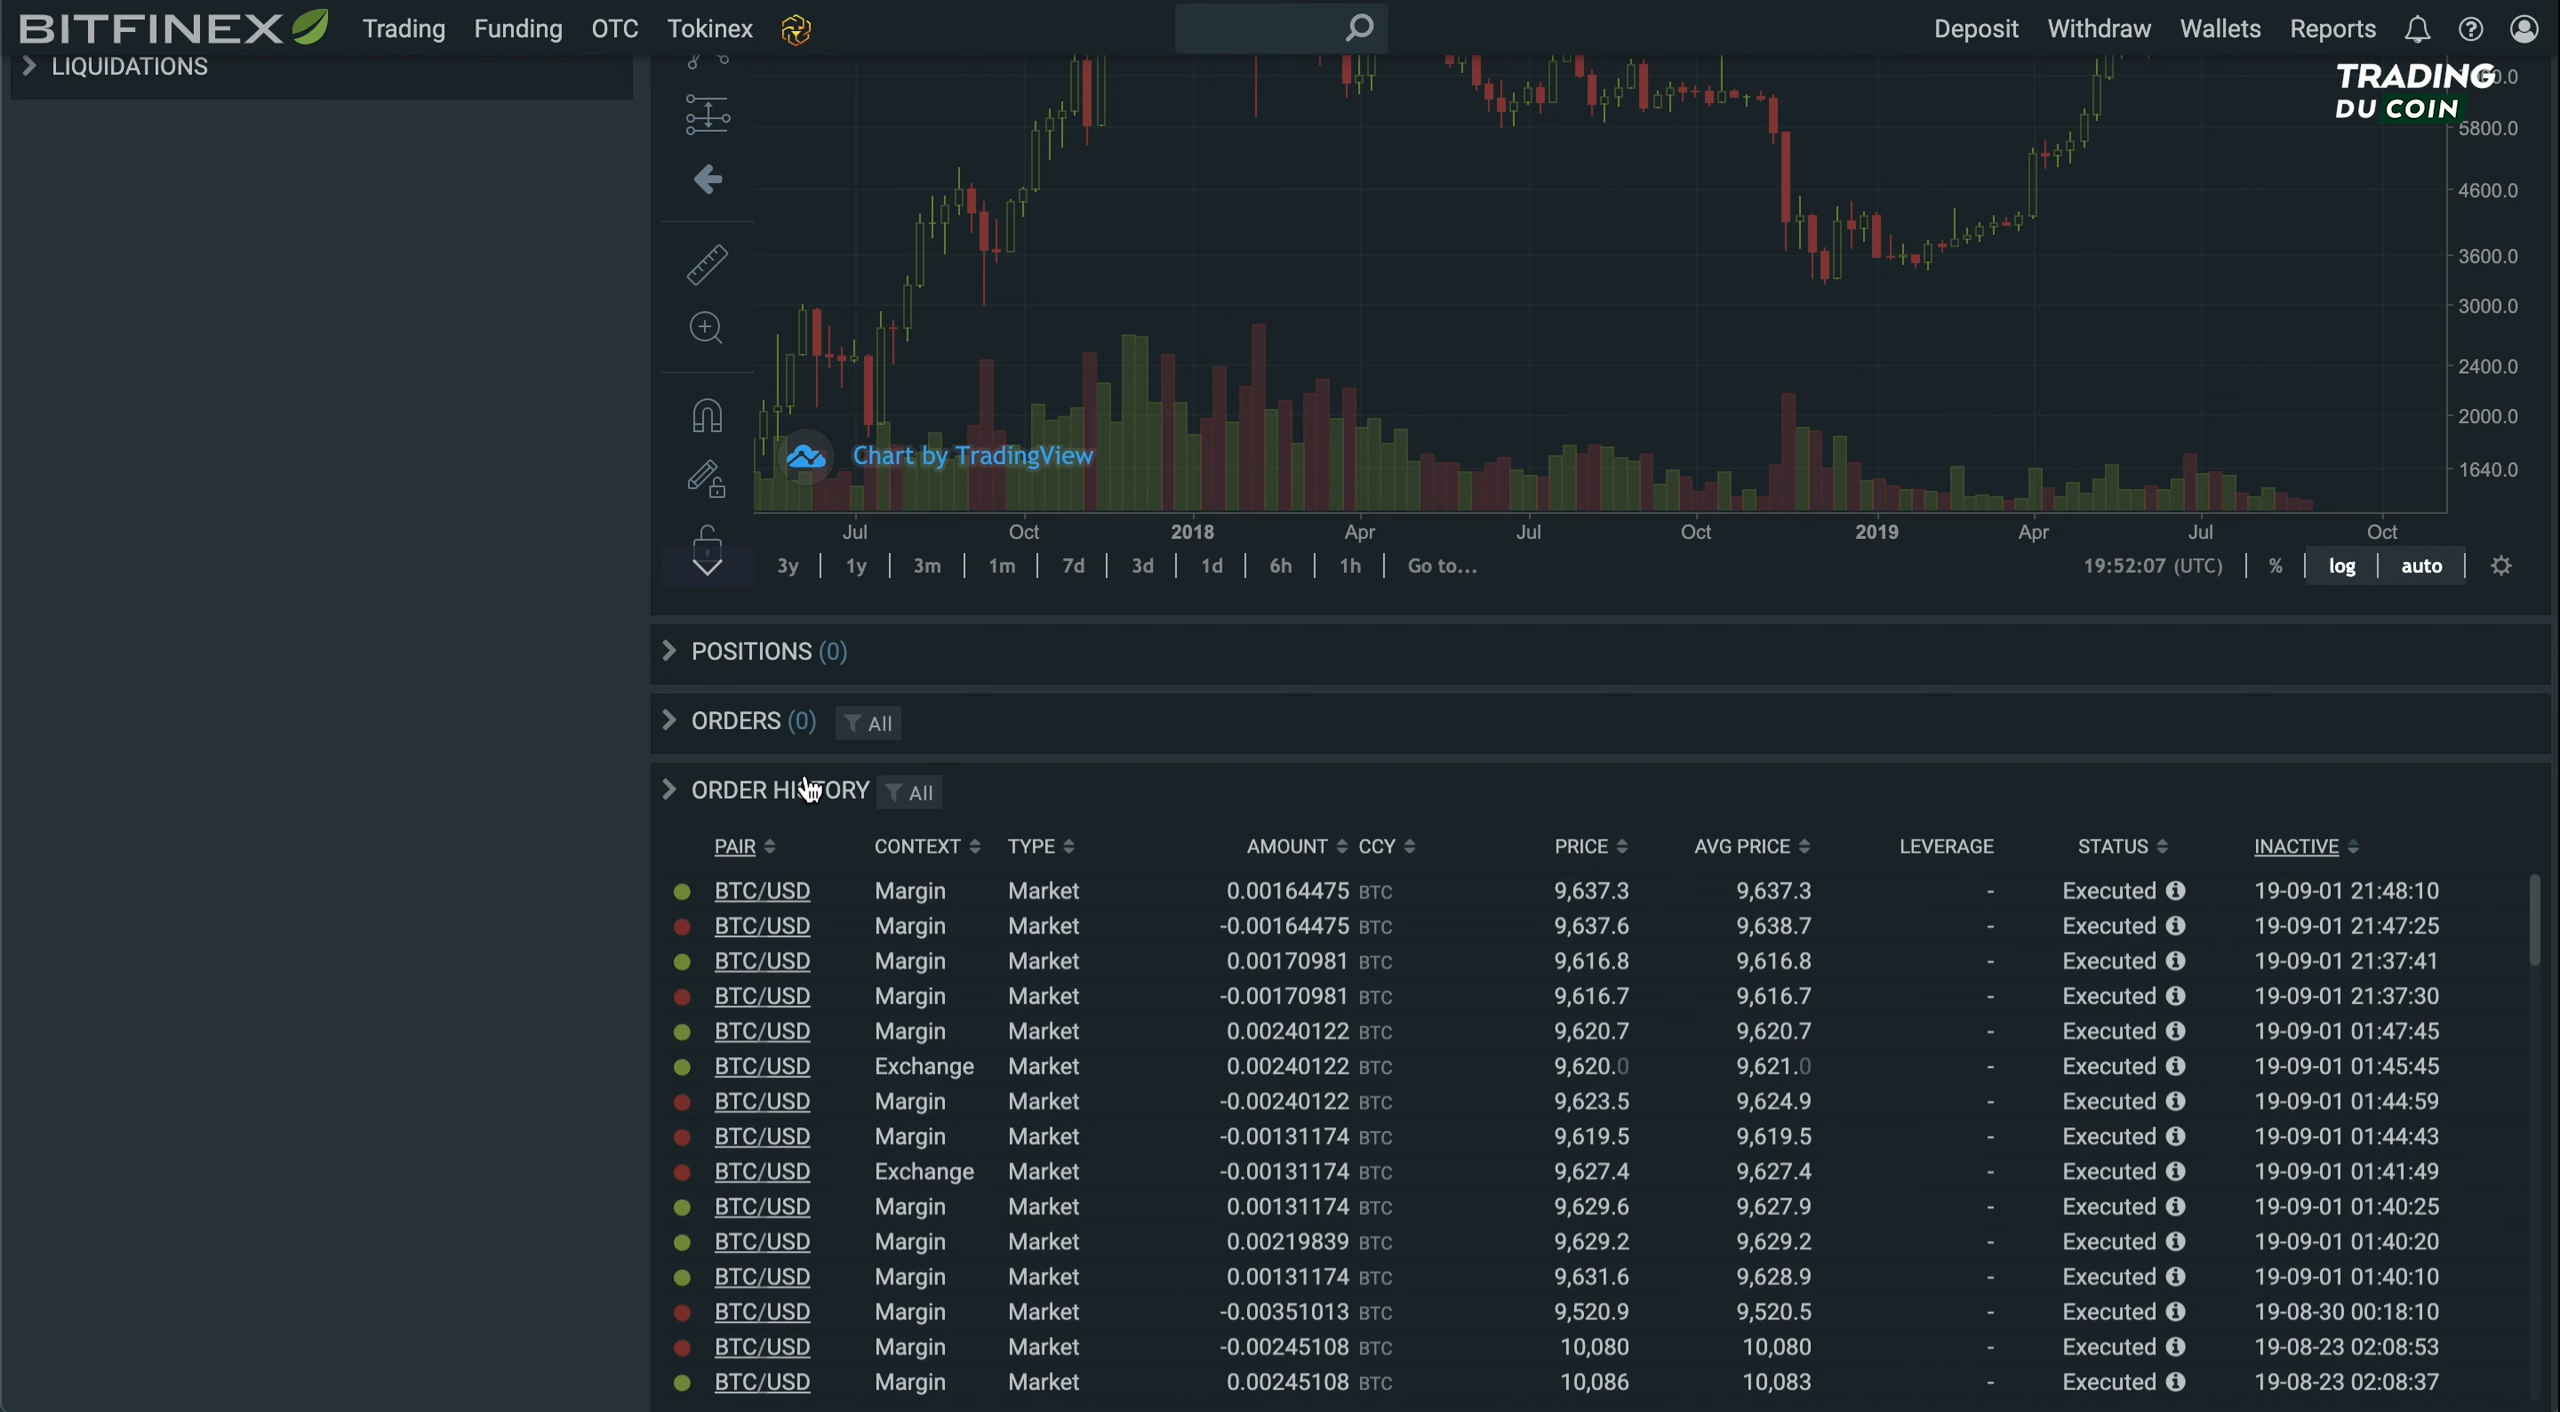 BITFINEX Trading Funding OTC Tokinex Deposit Withdraw Wallets Reports
LIQUIDATIONS
TRADING
DU COIN
5800.0
4600.0
3600.0
3000.0
2400.0
2000.0
1640.0
Chart by TradingView
Jul Oct 2018 Apr Jul Oct 2019 Apr Jul Oct
3y | 1y | 3m | 1m | 7d | 3d | 1d | 6h | 1h | Go to... 19:52:07 (UTC) | % | log | auto |
POSITIONS (0)
ORDERS (0) All
ORDER HISTORY All
PAIR CONTEXT TYPE AMOUNT CCY PRICE AVG PRICE LEVERAGE STATUS INACTIVE
BTC/USD Margin Market 0.00164475 BTC 9,637.3 9,637.3 - Executed 19-09-01 21:48:10
BTC/USD Margin Market -0.00164475 BTC 9,637.6 9,638.7 - Executed 19-09-01 21:47:25
BTC/USD Margin Market 0.00170981 BTC 9,616.8 9,616.8 - Executed 19-09-01 21:37:41
BTC/USD Margin Market -0.00170981 BTC 9,616.7 9,616.7 - Executed 19-09-01 21:37:30
BTC/USD Margin Market 0.00240122 BTC 9,620.7 9,620.7 - Executed 19-09-01 01:47:45
BTC/USD Exchange Market 0.00240122 BTC 9,620.0 9,621.0 - Executed 19-09-01 01:45:45
BTC/USD Margin Market -0.00240122 BTC 9,623.5 9,624.9 - Executed 19-09-01 01:44:59
BTC/USD Margin Market -0.00131174 BTC 9,619.5 9,619.5 - Executed 19-09-01 01:44:43
BTC/USD Exchange Market -0.00131174 BTC 9,627.4 9,627.4 - Executed 19-09-01 01:41:49
BTC/USD Margin Market 0.00131174 BTC 9,629.6 9,627.9 - Executed 19-09-01 01:40:25
BTC/USD Margin Market 0.00219839 BTC 9,629.2 9,629.2 - Executed 19-09-01 01:40:20
BTC/USD Margin Market 0.00131174 BTC 9,631.6 9,628.9 - Executed 19-09-01 01:40:10
BTC/USD Margin Market -0.00351013 BTC 9,520.9 9,520.5 - Executed 19-08-30 00:18:10
BTC/USD Margin Market -0.00245108 BTC 10,080 10,080 - Executed 19-08-23 02:08:53
BTC/USD Margin Market 0.00245108 BTC 10,086 10,083 - Executed 19-08-23 02:08:37